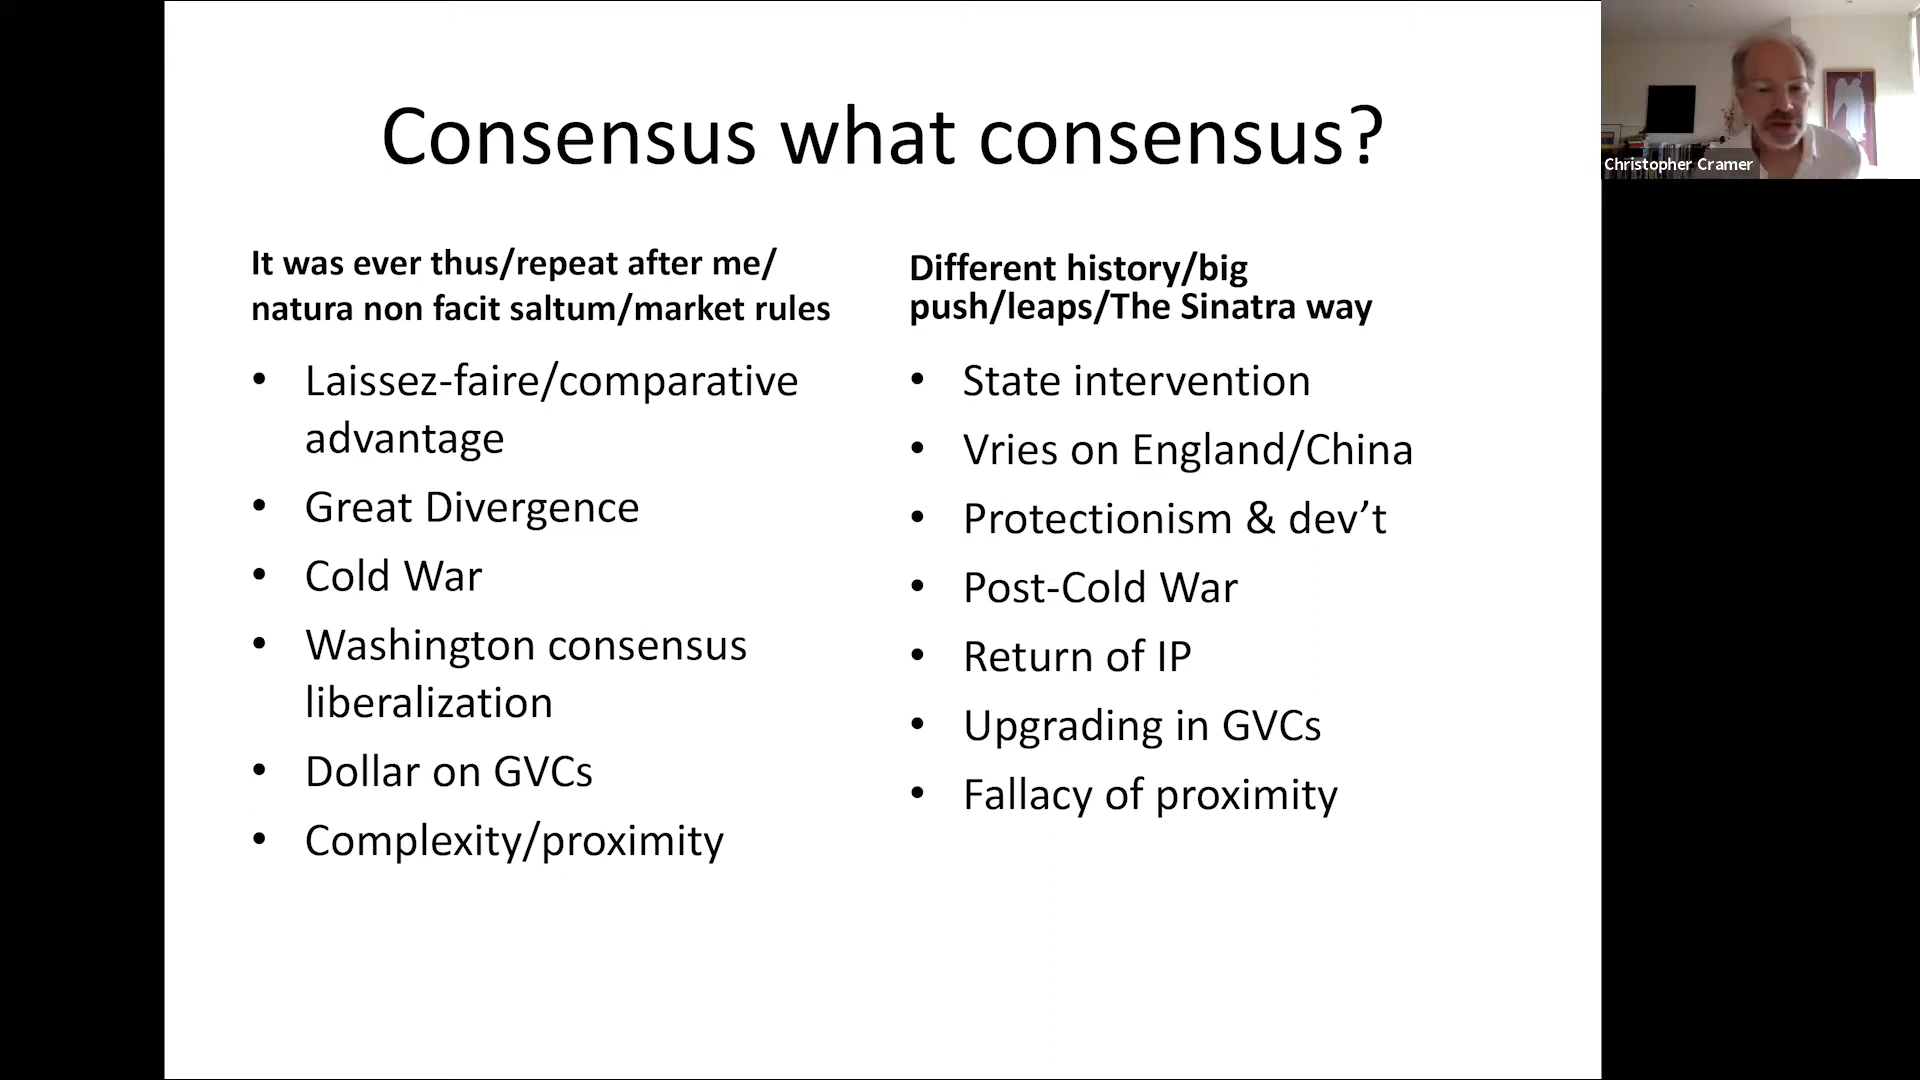 Consensus what consensus?
Christopher Cramer
It was ever thus/repeat after me/
natura non facit saltum/market rules
• Laissez-faire/comparative
advantage
• Great Divergence
• Cold War
• Washington consensus
liberalization
• Dollar on GVCs
• Complexity/proximity
Different history/big
push/leaps/The Sinatra way
• State intervention
• Vries on England/China
• Protectionism & dev’t
• Post-Cold War
• Return of IP
• Upgrading in GVCs
• Fallacy of proximity